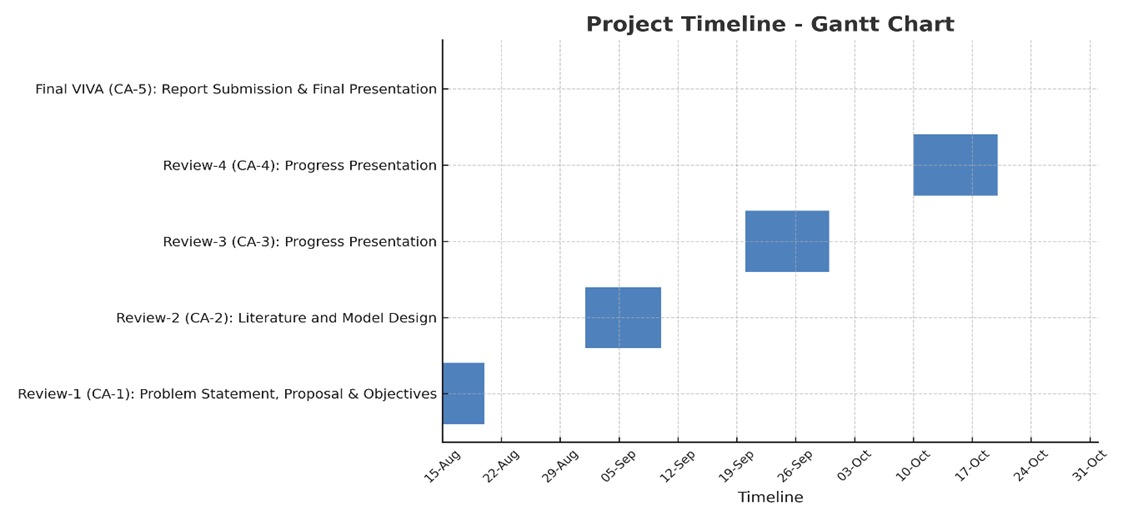 Project Timeline - Gantt Chart
Final VIVA (CA-5): Report Submission & Final Presentation
Review-4 (CA-4): Progress Presentation
Review-3 (CA-3): Progress Presentation
Review-2 (CA-2): Literature and Model Design
Review-1 (CA-1): Problem Statement, Proposal & Objectives
15-Aug 22-Aug 29-Aug 05-Sep 12-Sep 19-Sep 26-Sep 03-Oct 10-Oct 17-Oct 24-Oct 31-Oct
Timeline